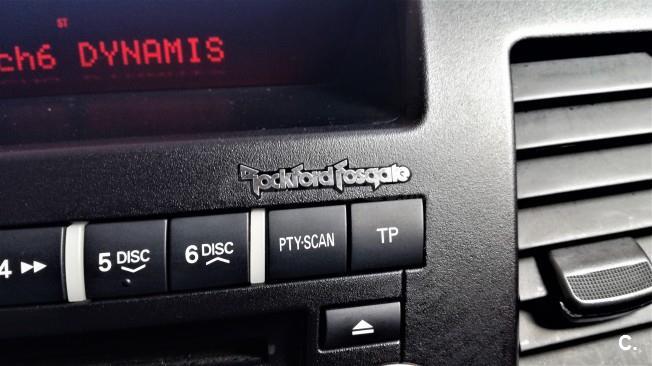 ST
ch6 DYNAMIS
Rockford Fosgate
4 5 DISC 6 DISC PTY·SCAN TP
C.